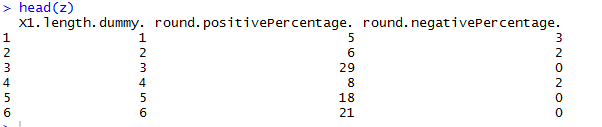 > head(z)
X1.length.dummy. round.positivePercentage. round.negativePercentage.
1 1 5 3
2 2 6 2
3 3 29 0
4 4 8 2
5 5 18 0
6 6 21 0
>